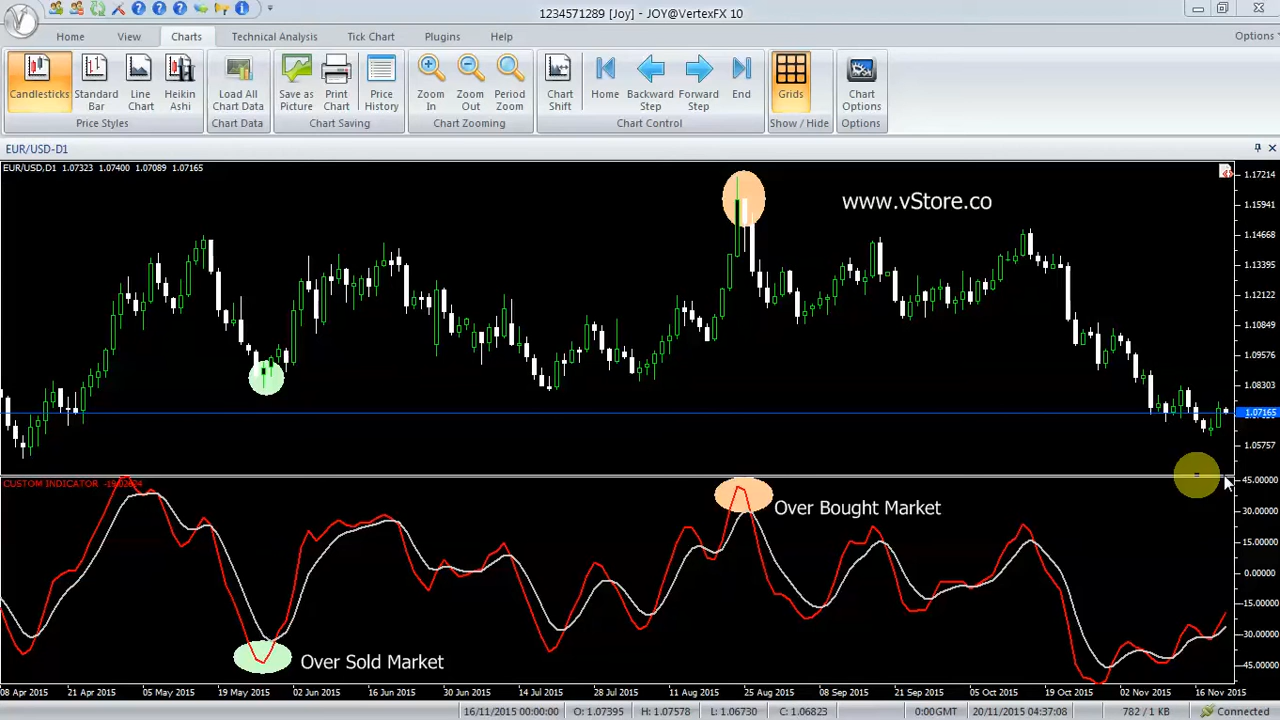 1234571289 [Joy] - JOY@VertexFX 10
Home View Charts Technical Analysis Tick Chart Plugins Help Options
Candlesticks Standard Bar Line Chart Heikin Ashi Load All Chart Data Save as Picture Print Chart Price History Zoom In Zoom Out Period Zoom Chart Shift Home Backward Step Forward Step End Grids Chart Options
Price Styles Chart Data Chart Saving Chart Zooming Chart Control Show / Hide Options
EUR/USD-D1
EUR/USD,D1 1.07323 1.07400 1.07089 1.07165
1.17214
www.vStore.co
1.15941
1.14668
1.13395
1.12122
1.10849
1.09576
1.08303
1.07165
1.05757
CUSTOM INDICATOR -19.02624
45.00000
Over Bought Market
30.00000
15.00000
0.00000
-15.00000
-30.00000
Over Sold Market
-45.00000
08 Apr 2015 21 Apr 2015 05 May 2015 19 May 2015 02 Jun 2015 16 Jun 2015 30 Jun 2015 14 Jul 2015 28 Jul 2015 11 Aug 2015 25 Aug 2015 08 Sep 2015 21 Sep 2015 05 Oct 2015 19 Oct 2015 02 Nov 2015 16 Nov 2015
16/11/2015 00:00:00 O: 1.07395 H: 1.07578 L: 1.06730 C: 1.06823 0:00GMT 20/11/2015 04:37:08 782 / 1 KB Connected